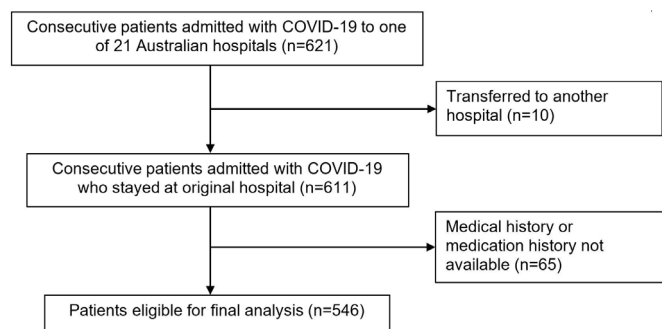 Consecutive patients admitted with COVID-19 to one
of 21 Australian hospitals (n=621)
Transferred to another
hospital (n=10)
Consecutive patients admitted with COVID-19
who stayed at original hospital (n=611)
Medical history or
medication history not
available (n=65)
Patients eligible for final analysis (n=546)